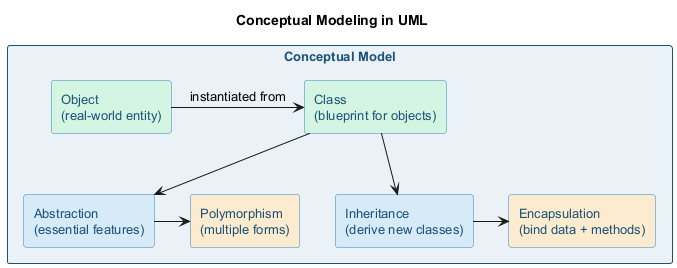 Conceptual Modeling in UML
Conceptual Model
Object
(real-world entity)
instantiated from
Class
(blueprint for objects)
Abstraction
(essential features)
Polymorphism
(multiple forms)
Inheritance
(derive new classes)
Encapsulation
(bind data + methods)